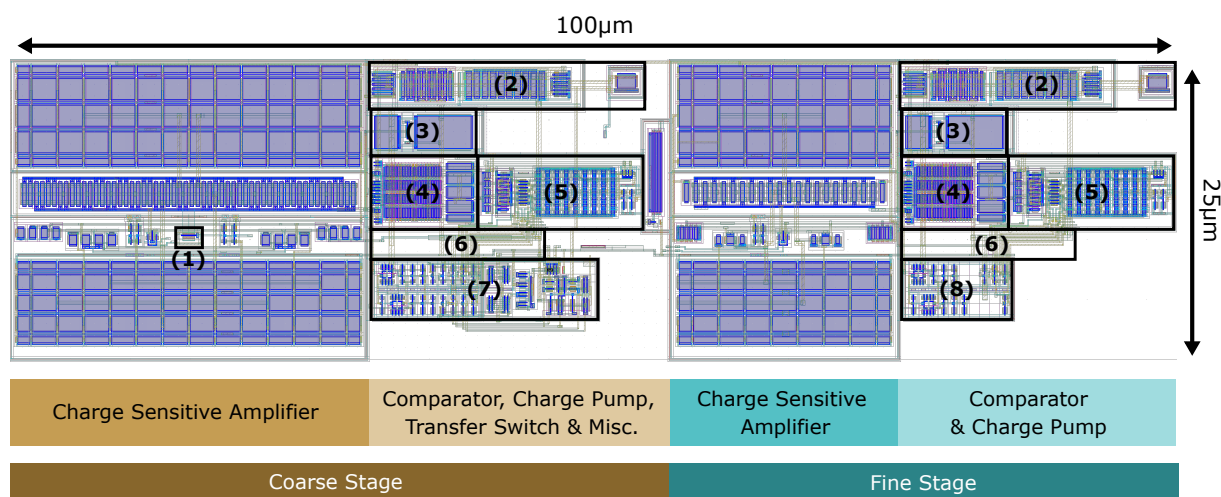 100µm
(2)
(2)
(3)
(3)
(4)
(5)
(4)
(5)
25µm
(1)
(6)
(6)
(7)
(8)
Charge Sensitive Amplifier
Comparator, Charge Pump,
Transfer Switch & Misc.
Charge Sensitive
Amplifier
Comparator
& Charge Pump
Coarse Stage
Fine Stage